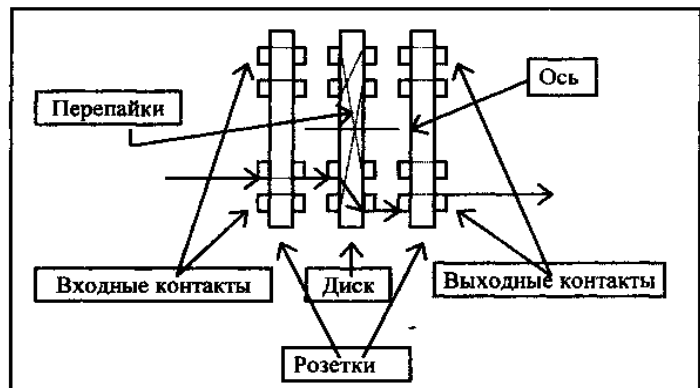 Ось
Перепайки
Входные контакты
Диск
Выходные контакты
Розетки